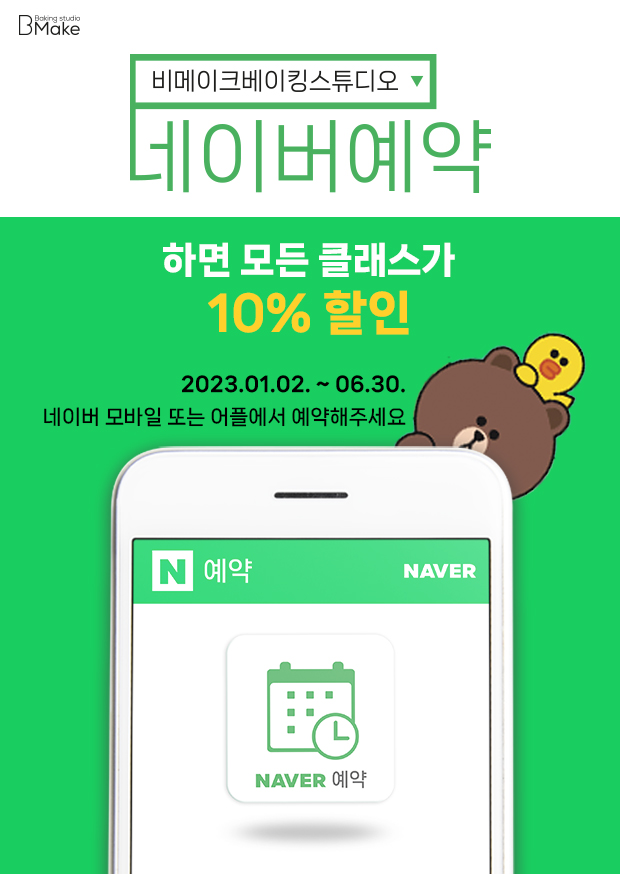 Baking studio
BMake
비메이크베이킹스튜디오 ▼
네이버예약
하면 모든 클래스가
10% 할인
2023.01.02. ~ 06.30.
네이버 모바일 또는 어플에서 예약해주세요
N 예약 NAVER
NAVER 예약